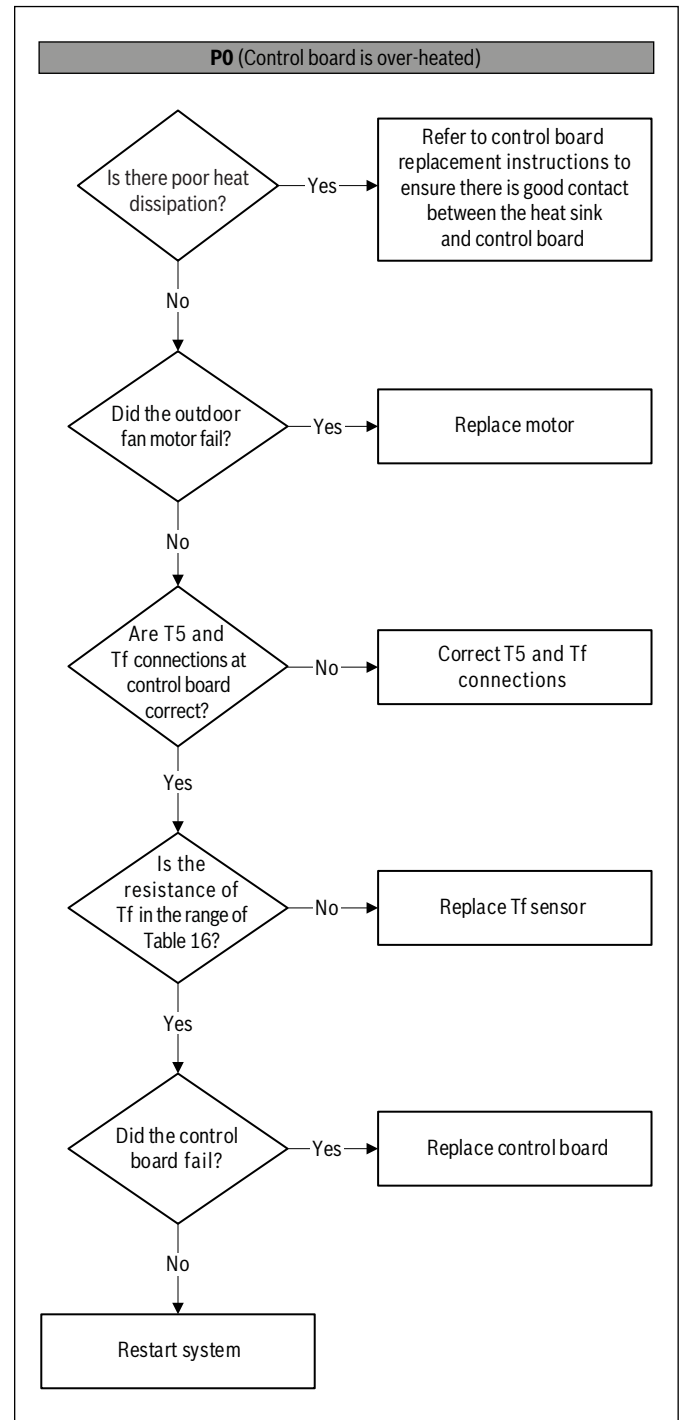 P0 (Control board is over-heated)
Is there poor heat
dissipation?
Yes
Refer to control board
replacement instructions to
ensure there is good contact
between the heat sink
and control board
No
Did the outdoor
fan motor fail?
Yes
Replace motor
No
Are T5 and
Tf connections at
control board
correct?
No
Correct T5 and Tf
connections
Yes
Is the
resistance of
Tf in the range of
Table 16?
No
Replace Tf sensor
Yes
Did the control
board fail?
Yes
Replace control board
No
Restart system